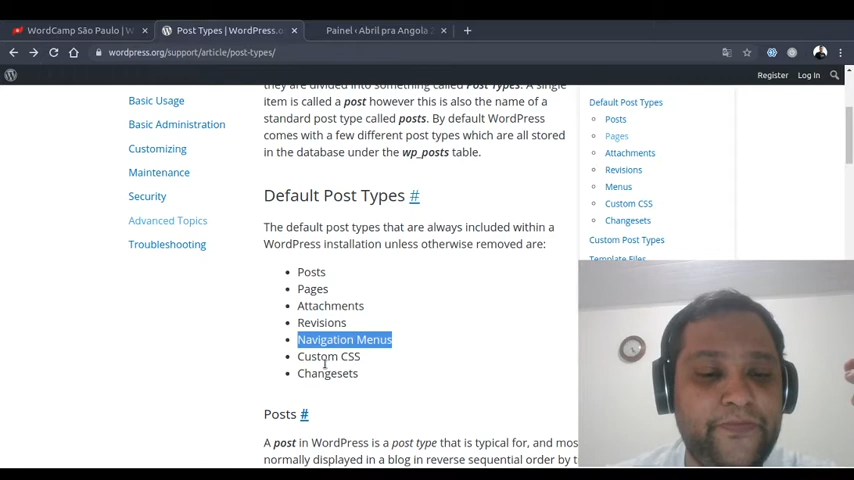 WordCamp São Paulo | W
Post Types | WordPress.o
Painel ‹ Abril pra Angola 2
wordpress.org/support/article/post-types/
Register
Log In
Basic Usage
Basic Administration
Customizing
Maintenance
Security
Advanced Topics
Troubleshooting
they are divided into something called Post Types. A single
item is called a post however this is also the name of a
standard post type called posts. By default WordPress
comes with a few different post types which are all stored
in the database under the wp_posts table.
Default Post Types #
The default post types that are always included within a
WordPress installation unless otherwise removed are:
• Posts
• Pages
• Attachments
• Revisions
• Navigation Menus
• Custom CSS
• Changesets
Posts #
A post in WordPress is a post type that is typical for, and mos
normally displayed in a blog in reverse sequential order by t
Default Post Types
Posts
Pages
Attachments
Revisions
Menus
Custom CSS
Changesets
Custom Post Types
Template Files